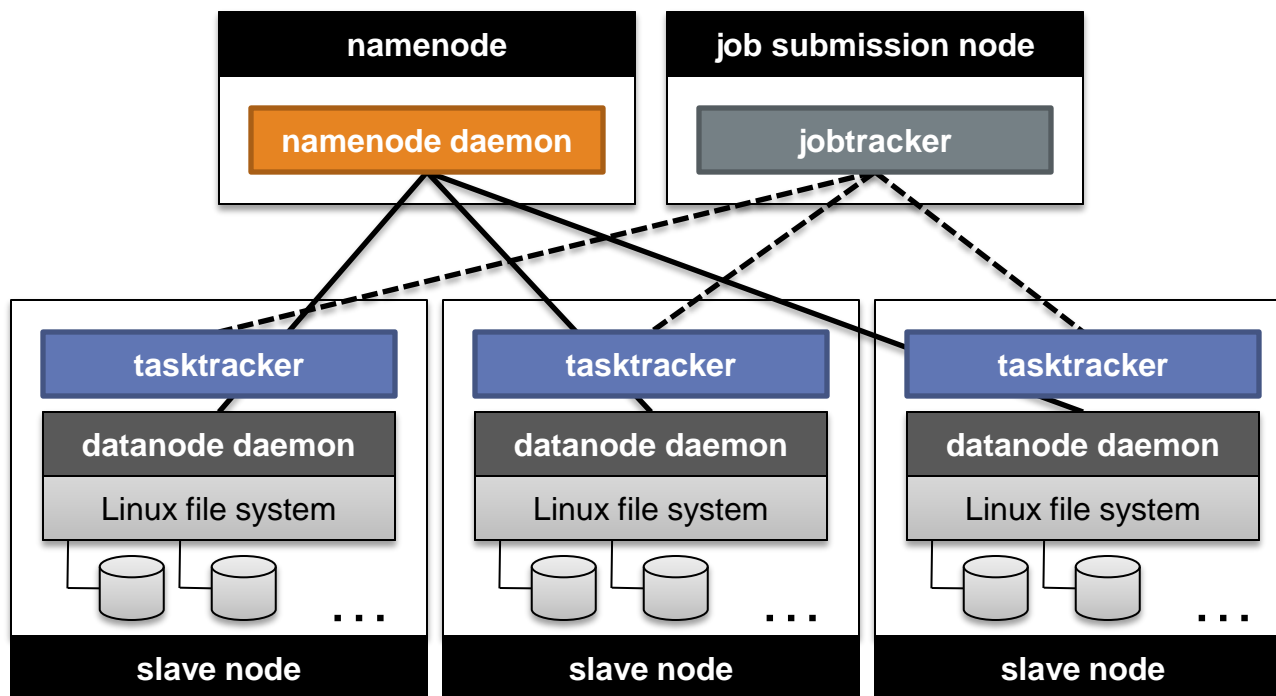 namenode
job submission node
namenode daemon
jobtracker
tasktracker
tasktracker
tasktracker
datanode daemon
datanode daemon
datanode daemon
Linux file system
Linux file system
Linux file system
...
...
...
slave node
slave node
slave node